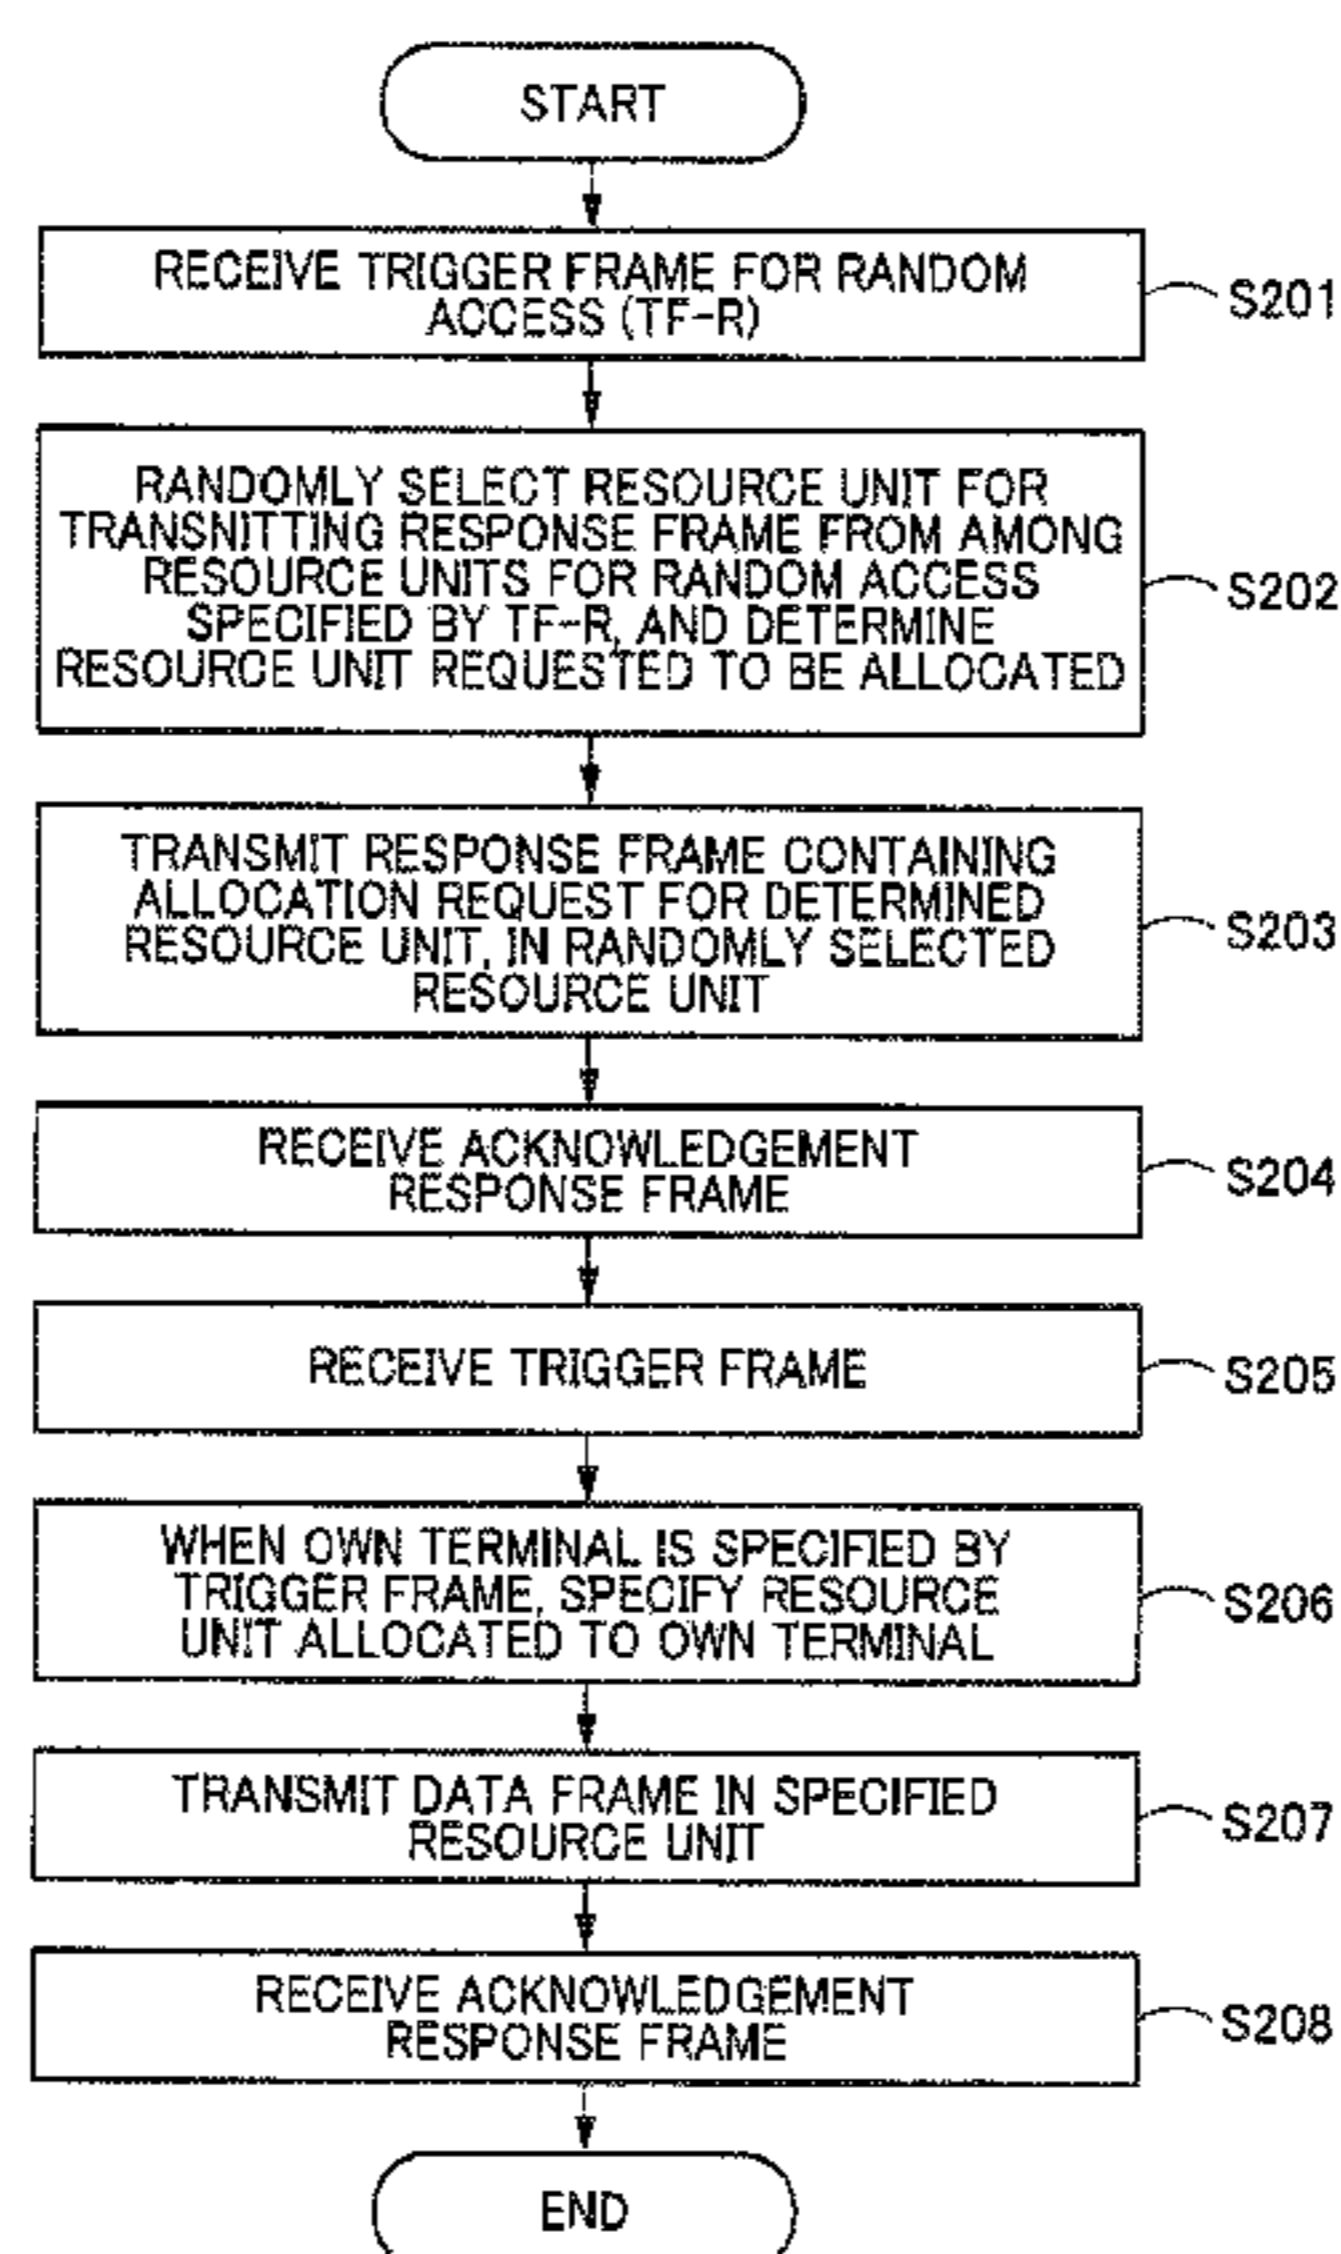 START
RECEIVE TRIGGER FRAME FOR RANDOM
ACCESS (TF-R)
S201
RANDOMLY SELECT RESOURCE UNIT FOR
TRANSNITTING RESPONSE FRAME FROM AMONG
RESOURCE UNITS FOR RANDOM ACCESS
SPECIFIED BY TF-R, AND DETERMINE
RESOURCE UNIT REQUESTED TO BE ALLOCATED
S202
TRANSMIT RESPONSE FRAME CONTAINING
ALLOCATION REQUEST FOR DETERMINED
RESOURCE UNIT, IN RANDOMLY SELECTED
RESOURCE UNIT
S203
RECEIVE ACKNOWLEDGEMENT
RESPONSE FRAME
S204
RECEIVE TRIGGER FRAME
S205
WHEN OWN TERMINAL IS SPECIFIED BY
TRIGGER FRAME, SPECIFY RESOURCE
UNIT ALLOCATED TO OWN TERMINAL
S206
TRANSMIT DATA FRAME IN SPECIFIED
RESOURCE UNIT
S207
RECEIVE ACKNOWLEDGEMENT
RESPONSE FRAME
S208
END